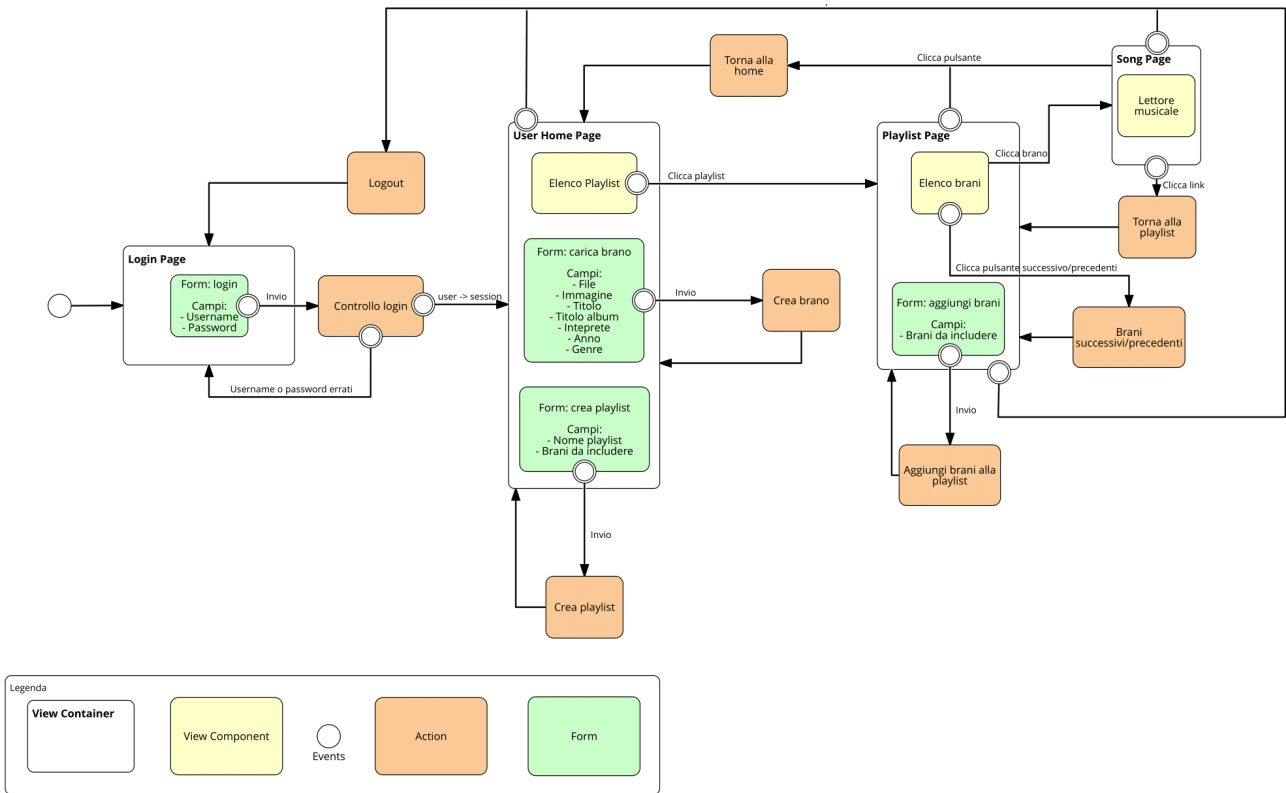 Clicca pulsante
Torna alla
home
Song Page
Lettore
musicale
User Home Page
Playlist Page
Clicca brano
Logout
Elenco Playlist
Clicca playlist
Elenco brani
Clicca link
Torna alla
playlist
Login Page
Form: login
Campi:
- Username
- Password
Invio
Controllo login
user -> session
Username o password errati
Form: carica brano
Campi:
- File
- Immagine
- Titolo
- Titolo album
- Inteprete
- Anno
- Genre
Invio
Crea brano
Clicca pulsante successivo/precedenti
Form: aggiungi brani
Campi:
- Brani da includere
Brani
successivi/precedenti
Invio
Aggiungi brani alla
playlist
Form: crea playlist
Campi:
- Nome playlist
- Brani da includere
Invio
Crea playlist
Legenda
View Container
View Component
Events
Action
Form